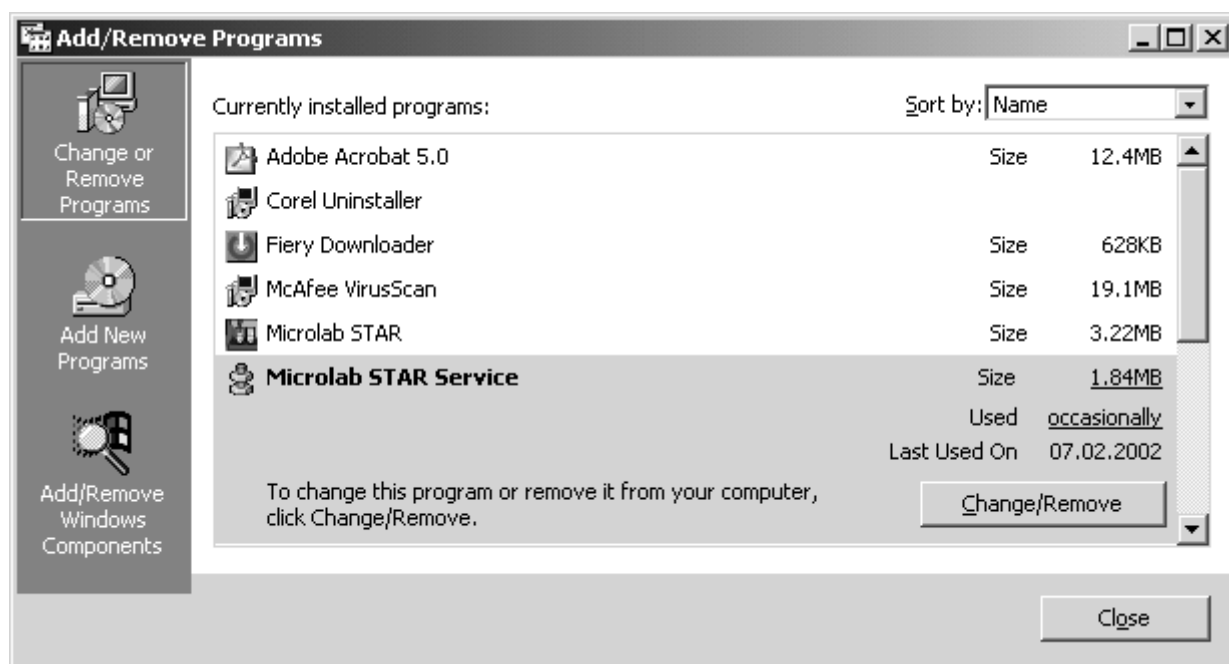 Add/Remove Programs
Change or
Remove
Programs
Add New
Programs
Add/Remove
Windows
Components
Currently installed programs:
Sort by: Name
Adobe Acrobat 5.0 Size 12.4MB
Corel Uninstaller
Fiery Downloader Size 628KB
McAfee VirusScan Size 19.1MB
Microlab STAR Size 3.22MB
Microlab STAR Service Size 1.84MB
Used occasionally
Last Used On 07.02.2002
To change this program or remove it from your computer,
click Change/Remove.
Change/Remove
Close